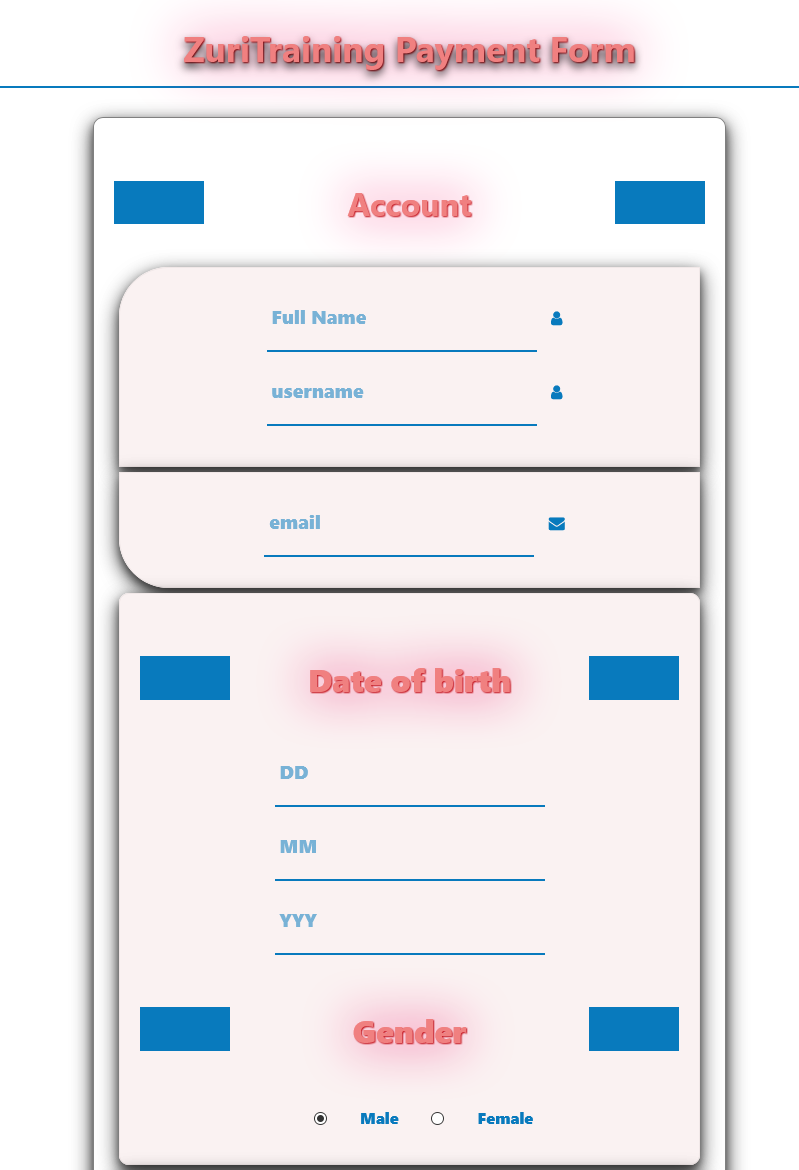 ZuriTraining Payment Form
Account
Full Name
username
email
Date of birth
DD
MM
YYY
Gender
Male Female